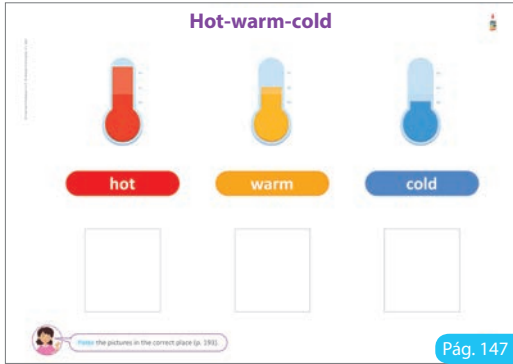 Hot-warm-cold
hot
warm
cold
the pictures in the correct place (p. 193).
Pág. 147